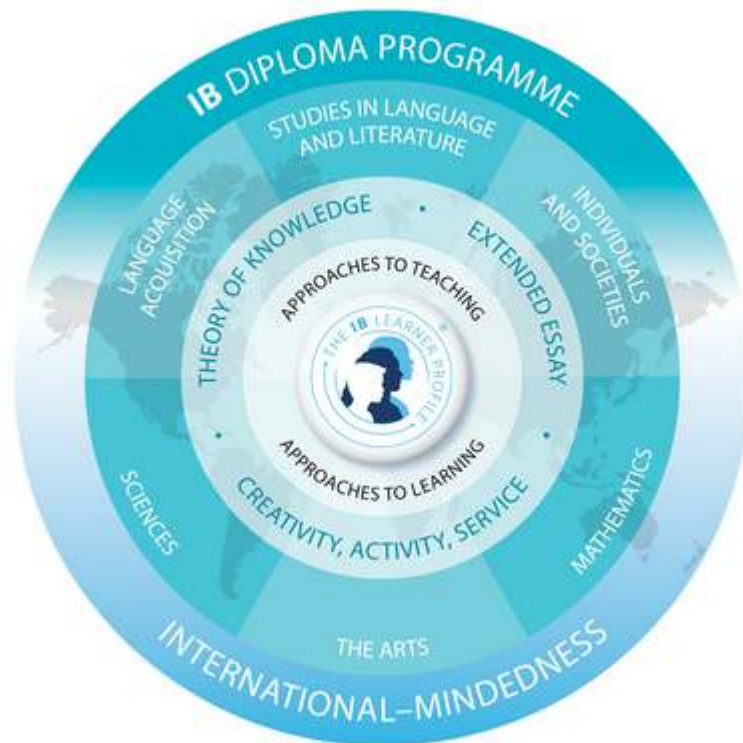 IB DIPLOMA PROGRAMME
STUDIES IN LANGUAGE
AND LITERATURE
LANGUAGE
ACQUISITION
INDIVIDUALS
AND SOCIETIES
THEORY OF KNOWLEDGE
•
EXTENDED ESSAY
APPROACHES TO TEACHING
THE IB LEARNER PROFILE
®
APPROACHES TO LEARNING
•
•
CREATIVITY, ACTIVITY, SERVICE
SCIENCES
MATHEMATICS
THE ARTS
INTERNATIONAL–MINDEDNESS